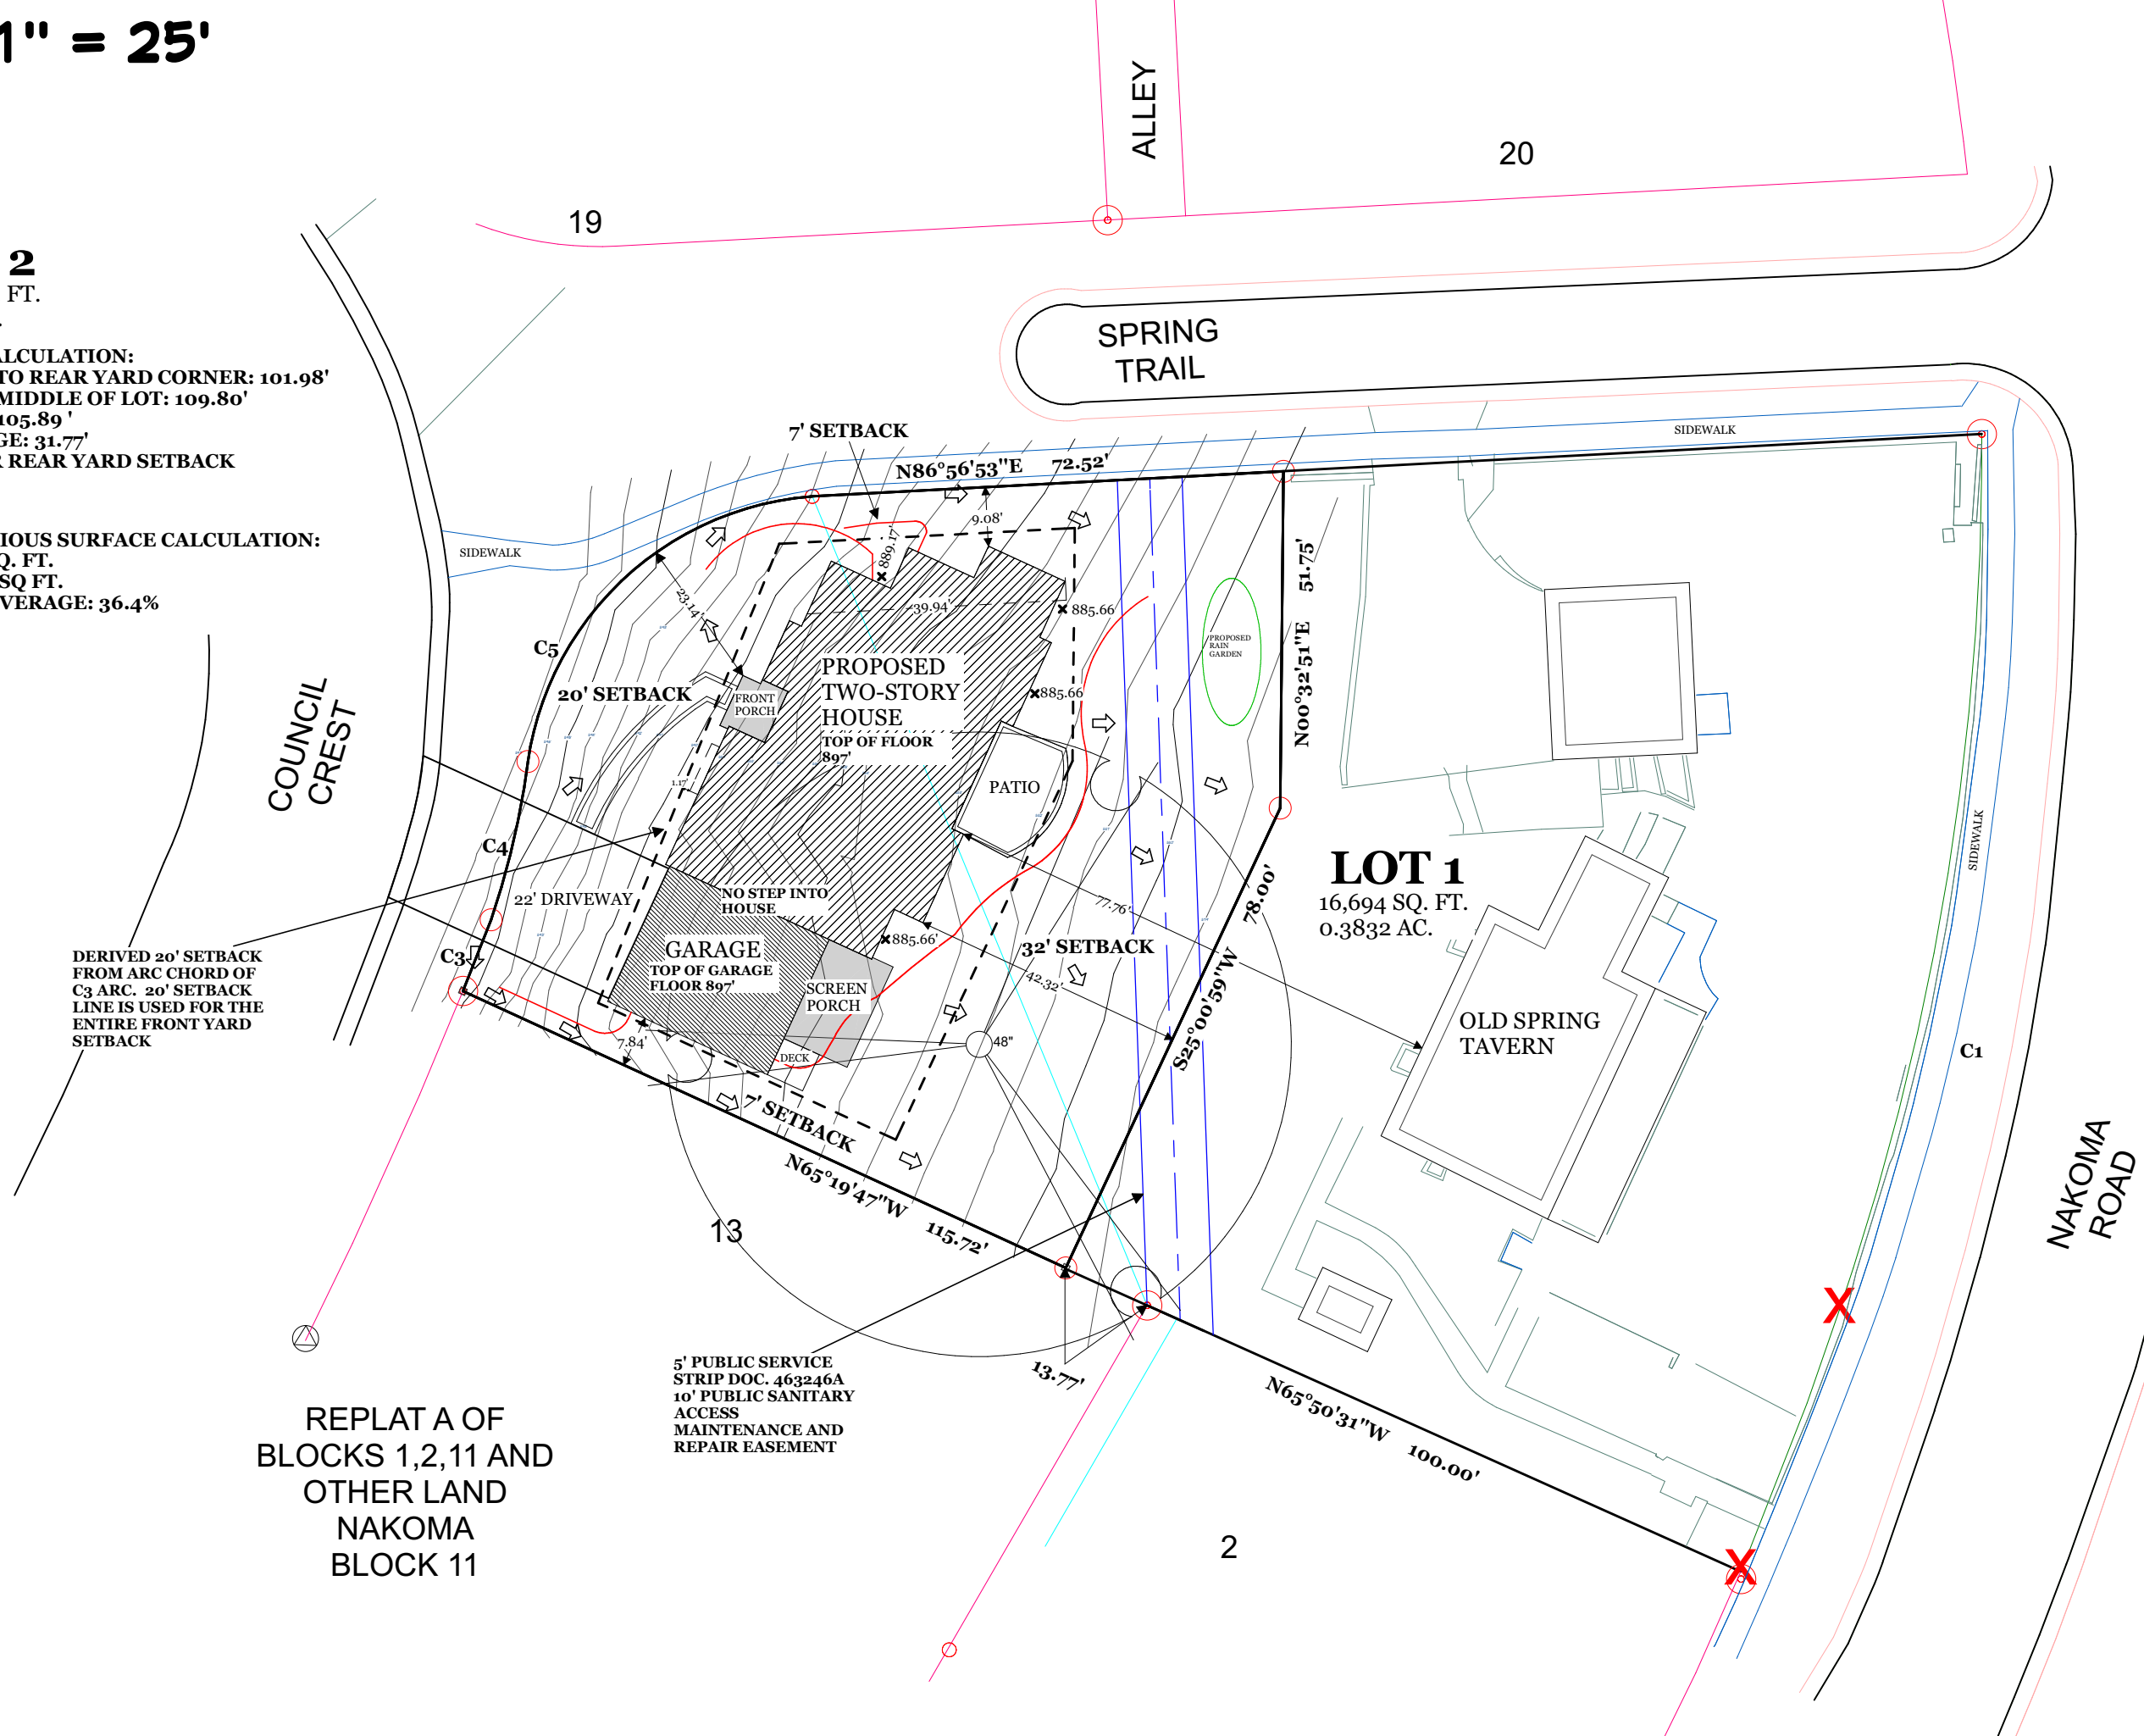 1" = 25'
ALLEY
20
19
2
FT.
ALCULATION:
TO REAR YARD CORNER: 101.98'
MIDDLE OF LOT: 109.80'
105.89 '
GE: 31.77'
R REAR YARD SETBACK
IOUS SURFACE CALCULATION:
Q. FT.
SQ FT.
VERAGE: 36.4%
SPRING
TRAIL
SIDEWALK
7' SETBACK
N86°56'53"E 72.52'
SIDEWALK
9.08'
889.17'
23.14'
39.94'
885.66
C5
PROPOSED
RAIN
GARDEN
N00°32'51"E 51.75'
PROPOSED
TWO-STORY
HOUSE
TOP OF FLOOR
897'
20' SETBACK
FRONT
PORCH
885.66
COUNCIL
CREST
1.17'
PATIO
C4
22' DRIVEWAY
NO STEP INTO
HOUSE
LOT 1
16,694 SQ. FT.
0.3832 AC.
SIDEWALK
78.00'
S25°00'59"W
77.76'
GARAGE
TOP OF GARAGE
FLOOR 897'
885.66'
32' SETBACK
42.32'
C3
DERIVED 20' SETBACK
FROM ARC CHORD OF
C3 ARC. 20' SETBACK
LINE IS USED FOR THE
ENTIRE FRONT YARD
SETBACK
SCREEN
PORCH
7.84'
DECK
48"
OLD SPRING
TAVERN
C1
7' SETBACK
N65°19'47"W 115.72'
13
NAKOMA
ROAD
X
5' PUBLIC SERVICE
STRIP DOC. 463246A
10' PUBLIC SANITARY
ACCESS
MAINTENANCE AND
REPAIR EASEMENT
13.77'
N65°50'31"W 100.00'
REPLAT A OF
BLOCKS 1,2,11 AND
OTHER LAND
NAKOMA
BLOCK 11
2
X